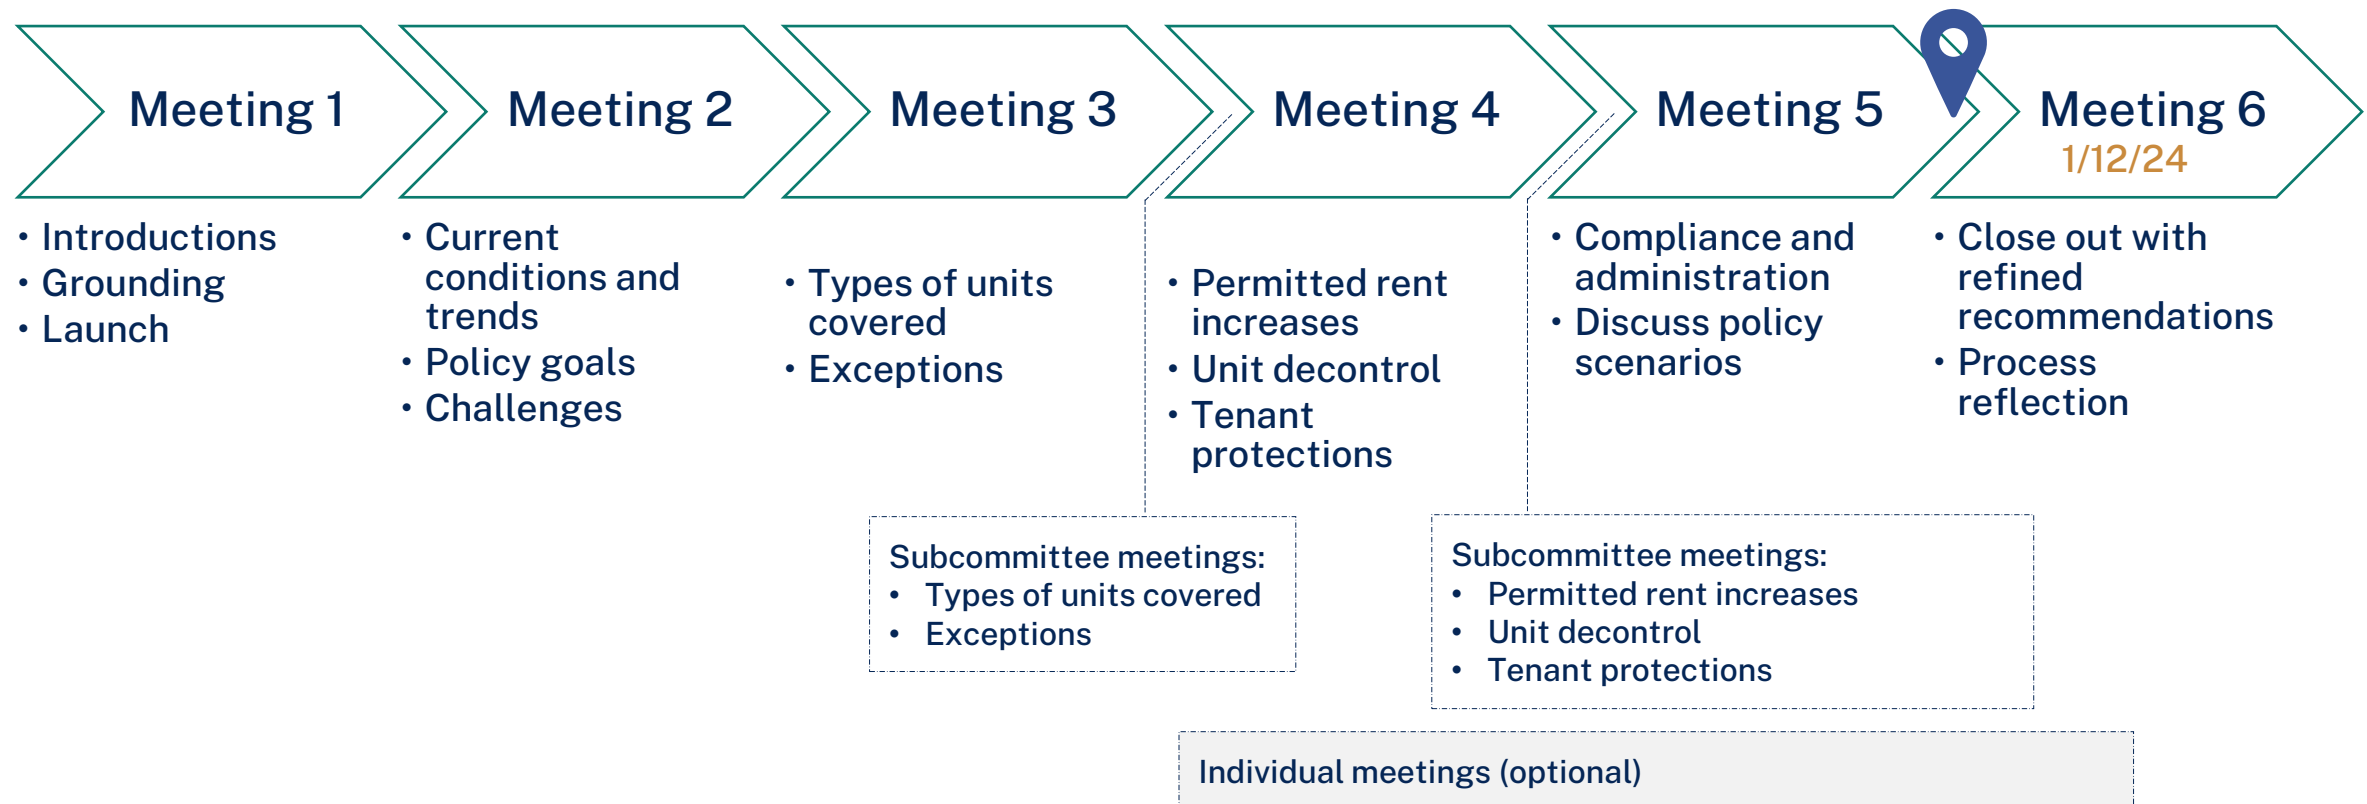 Meeting 1
• Introductions
• Grounding
• Launch
Meeting 2
• Current
conditions and
trends
• Policy goals
• Challenges
Meeting 3
• Types of units
covered
• Exceptions
Meeting 4
• Permitted rent
increases
• Unit decontrol
• Tenant
protections
Meeting 5
• Compliance and
administration
• Discuss policy
scenarios
Meeting 6
1/12/24
• Close out with
refined
recommendations
• Process
reflection
Subcommittee meetings:
• Types of units covered
• Exceptions
Subcommittee meetings:
• Permitted rent increases
• Unit decontrol
• Tenant protections
Individual meetings (optional)